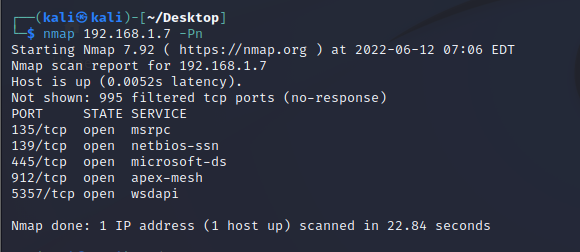 ┌──(kali㉿kali)-[~/Desktop]
└─$ nmap 192.168.1.7 -Pn
Starting Nmap 7.92 ( https://nmap.org ) at 2022-06-12 07:06 EDT
Nmap scan report for 192.168.1.7
Host is up (0.0052s latency).
Not shown: 995 filtered tcp ports (no-response)
PORT     STATE SERVICE
135/tcp  open  msrpc
139/tcp  open  netbios-ssn
445/tcp  open  microsoft-ds
912/tcp  open  apex-mesh
5357/tcp open  wsdapi
Nmap done: 1 IP address (1 host up) scanned in 22.84 seconds